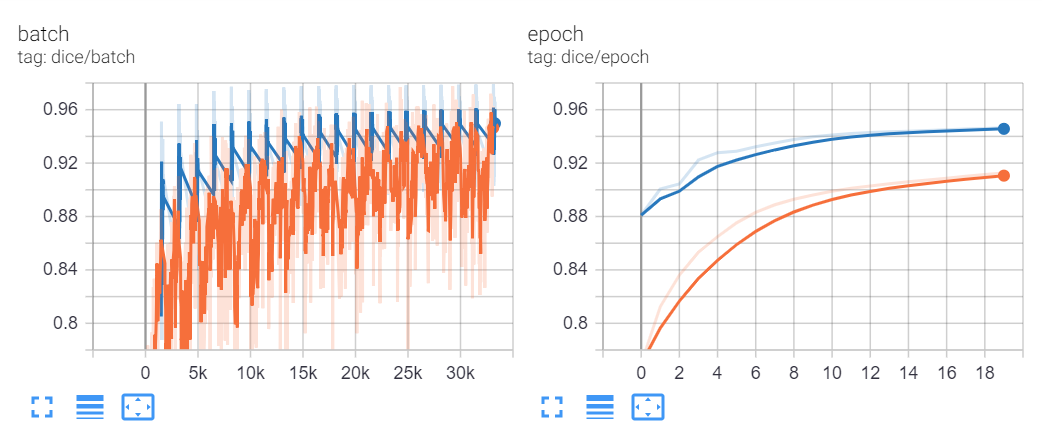 batch
tag: dice/batch
0.96
0.92
0.88
0.84
0.8
0 5k 10k 15k 20k 25k 30k
epoch
tag: dice/epoch
0.96
0.92
0.88
0.84
0.8
0 2 4 6 8 10 12 14 16 18